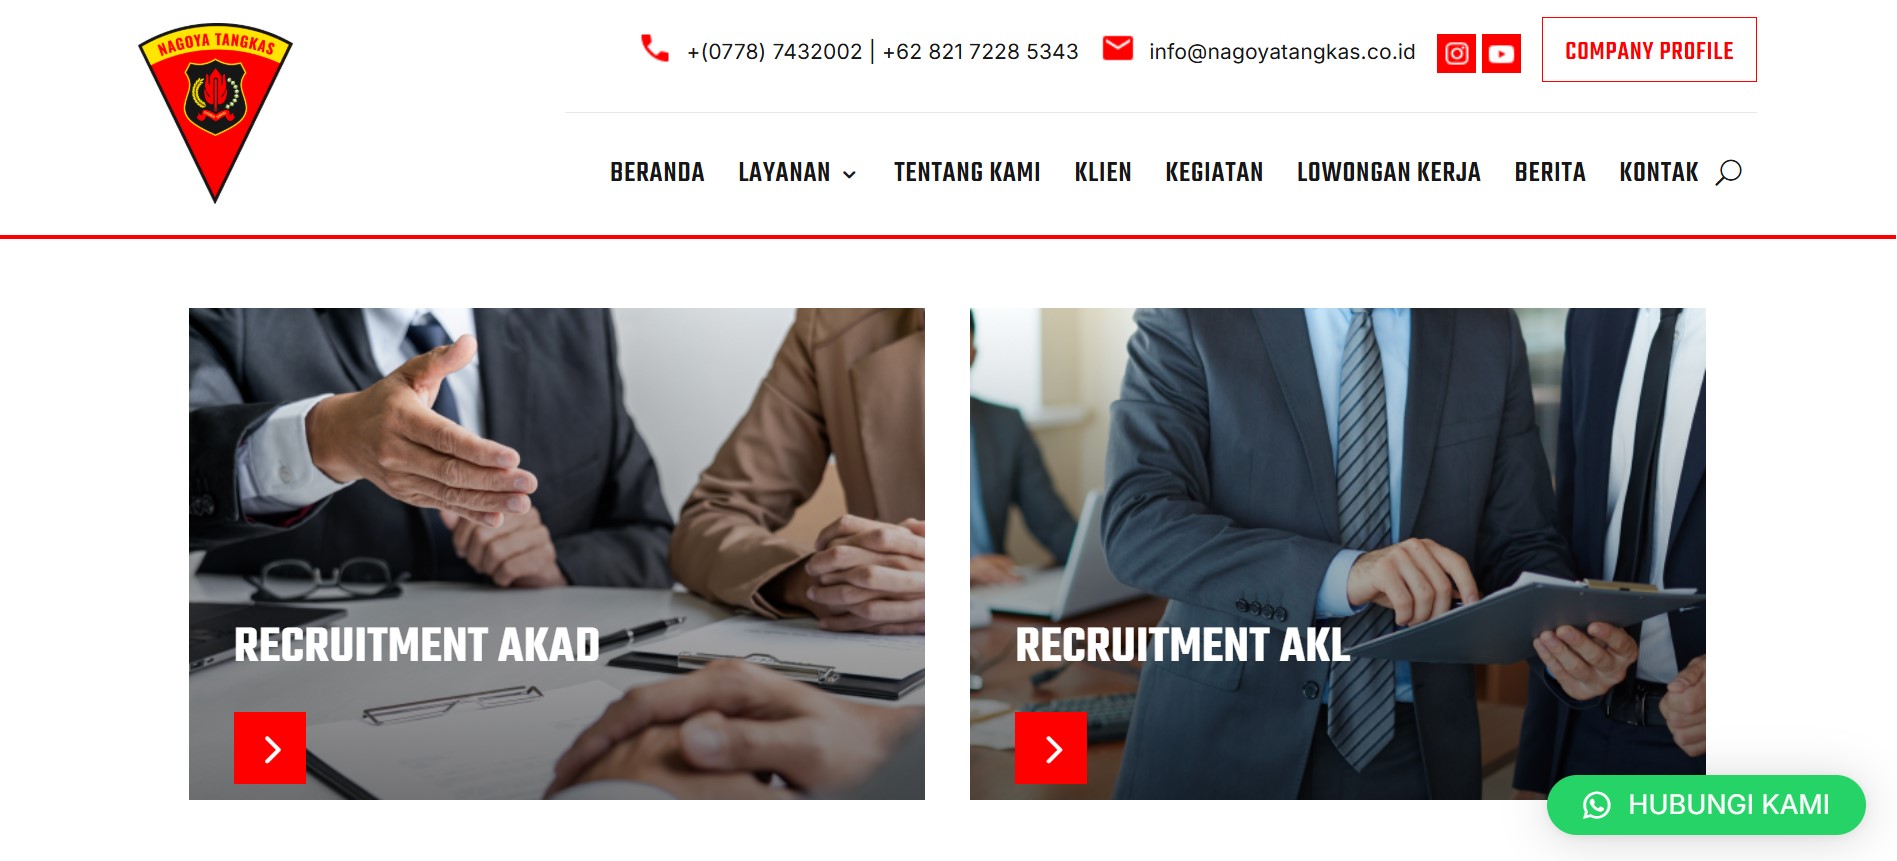 NAGOYA TANGKAS
+(0778) 7432002 | +62 821 7228 5343
info@nagoyatangkas.co.id
COMPANY PROFILE
BERANDA
LAYANAN
TENTANG KAMI
KLIEN
KEGIATAN
LOWONGAN KERJA
BERITA
KONTAK
RECRUITMENT AKAD
RECRUITMENT AKL
HUBUNGI KAMI